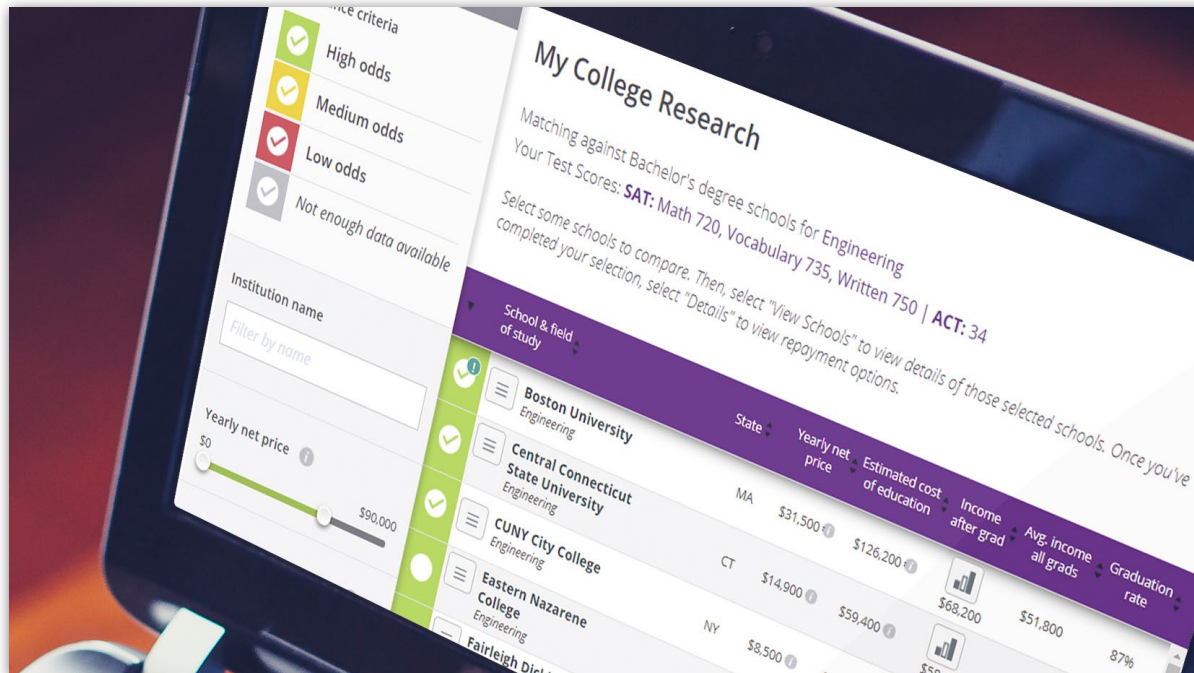 nce criteria
High odds
Medium odds
Low odds
Not enough data available
Institution name
Filter by name
Yearly net price
$0
$90,000
My College Research
Matching against Bachelor's degree schools for Engineering
Your Test Scores: SAT: Math 720, Vocabulary 735, Written 750 | ACT: 34
Select some schools to compare. Then, select "View Schools" to view details of those selected schools. Once you've
completed your selection, select "Details" to view repayment options.
School & field
of study
State
Yearly net
price
Estimated cost
of education
Income
after grad
Avg. income
all grads
Graduation
rate
Boston University
Engineering
MA
$31,500
$126,200
$68,200
$51,800
87%
Central Connecticut
State University
Engineering
CT
$14,900
$59,400
CUNY City College
Engineering
NY
$8,500
Eastern Nazarene
College
Engineering
Fairleigh